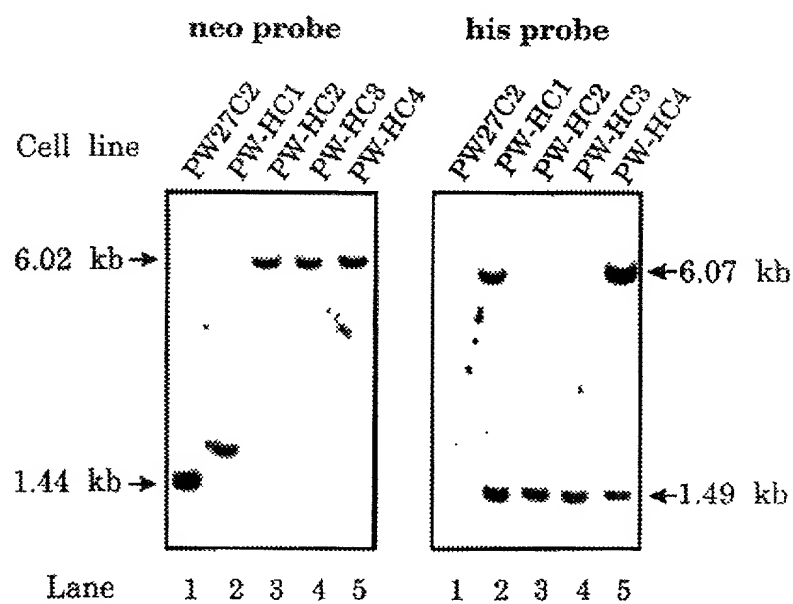 neo probe his probe
PW27C2 PW-HC1 PW-HC2 PW-HC3 PW-HC4 PW27C2 PW-HC1 PW-HC2 PW-HC3 PW-HC4
Cell line
6.02 kb 6.07 kb
1.44 kb 1.49 kb
Lane 1 2 3 4 5 1 2 3 4 5